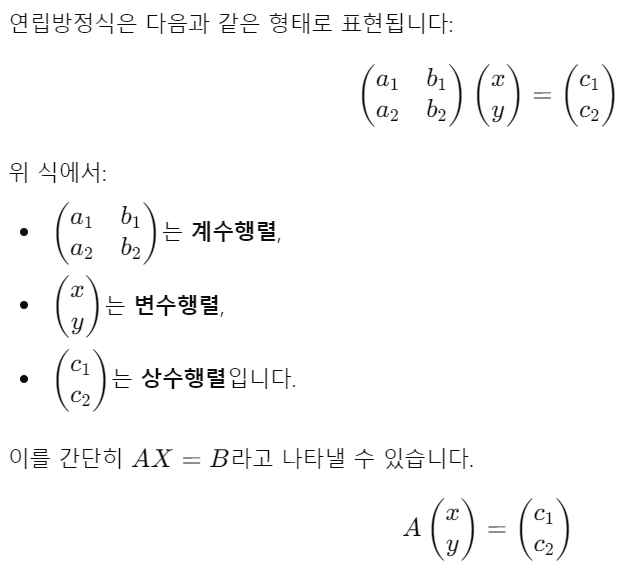 연립방정식은 다음과 같은 형태로 표현됩니다:
$$\begin{pmatrix} a_1 & b_1 \\ a_2 & b_2 \end{pmatrix} \begin{pmatrix} x \\ y \end{pmatrix} = \begin{pmatrix} c_1 \\ c_2 \end{pmatrix}$$
위 식에서:
• $\begin{pmatrix} a_1 & b_1 \\ a_2 & b_2 \end{pmatrix}$는 계수행렬,
• $\begin{pmatrix} x \\ y \end{pmatrix}$는 변수행렬,
• $\begin{pmatrix} c_1 \\ c_2 \end{pmatrix}$는 상수행렬입니다.
이를 간단히 $AX = B$라고 나타낼 수 있습니다.
$$A \begin{pmatrix} x \\ y \end{pmatrix} = \begin{pmatrix} c_1 \\ c_2 \end{pmatrix}$$